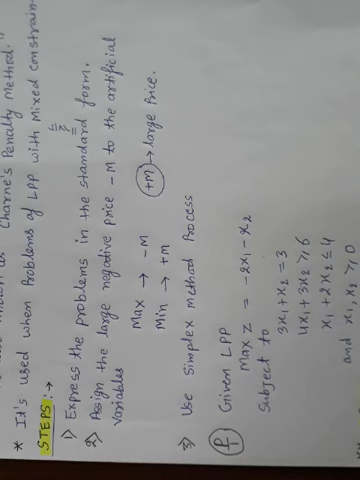 Charne's Penalty Method."
* It's used when Problems of LPP with Mixed Constrain-
STEPS:→
1) Express the problems in the standard form.
2) Assign the large negative price -M to the artificial
variables
Max → -M
Min → +M
+M → large Price.
3) Use Simplex method Process
P1 Given LPP
Max Z = -2x₁ - x₂
Subject to
3x₁ + x₂ = 3
4x₁ + 3x₂ ≥ 6
x₁ + 2x₂ ≤ 4
and x₁, x₂ ≥ 0